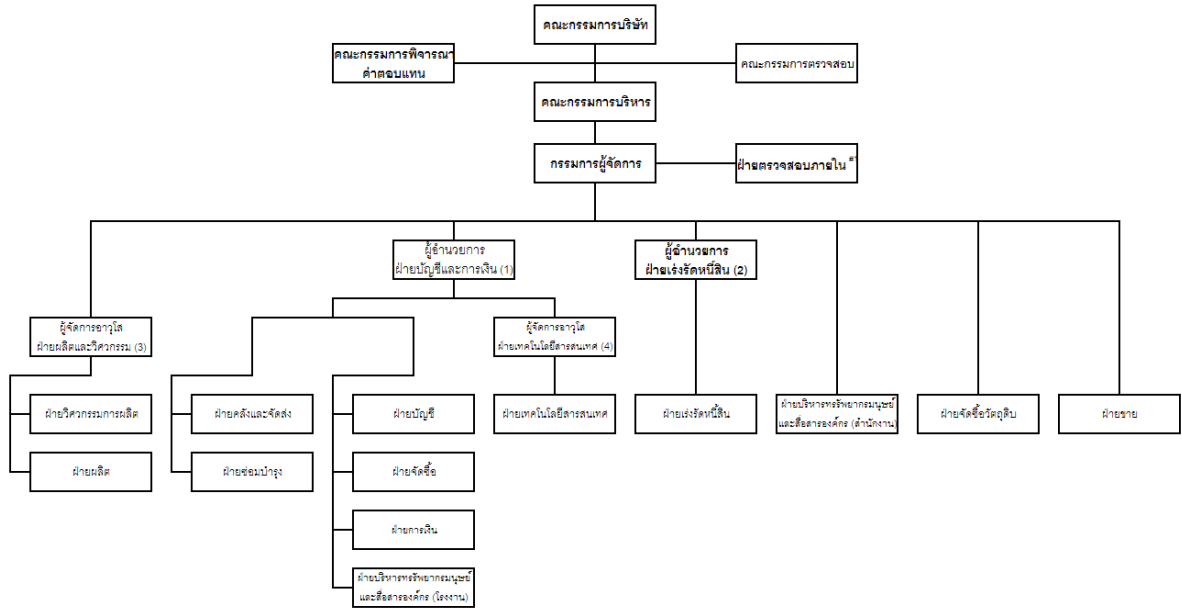 คณะกรรมการบริษัท
คณะกรรมการพิจารณา
ค่าตอบแทน
คณะกรรมการตรวจสอบ
คณะกรรมการบริหาร
กรรมการผู้จัดการ
ฝ่ายตรวจสอบภายใน
ผู้อำนวยการ
ฝ่ายบัญชีและการเงิน (1)
ผู้อำนวยการ
ฝ่ายเร่งรัดหนี้สิน (2)
ผู้จัดการอาวุโส
ฝ่ายผลิตและวิศวกรรม (3)
ผู้จัดการอาวุโส
ฝ่ายเทคโนโลยีสารสนเทศ (4)
ฝ่ายวิศวกรรมการผลิต
ฝ่ายคลังและจัดส่ง
ฝ่ายบัญชี
ฝ่ายเทคโนโลยีสารสนเทศ
ฝ่ายเร่งรัดหนี้สิน
ฝ่ายบริหารทรัพยากรมนุษย์
และสื่อสารองค์กร (สำนักงาน)
ฝ่ายจัดซื้อวัตถุดิบ
ฝ่ายขาย
ฝ่ายผลิต
ฝ่ายซ่อมบำรุง
ฝ่ายจัดซื้อ
ฝ่ายการเงิน
ฝ่ายบริหารทรัพยากรมนุษย์
และสื่อสารองค์กร (โรงงาน)